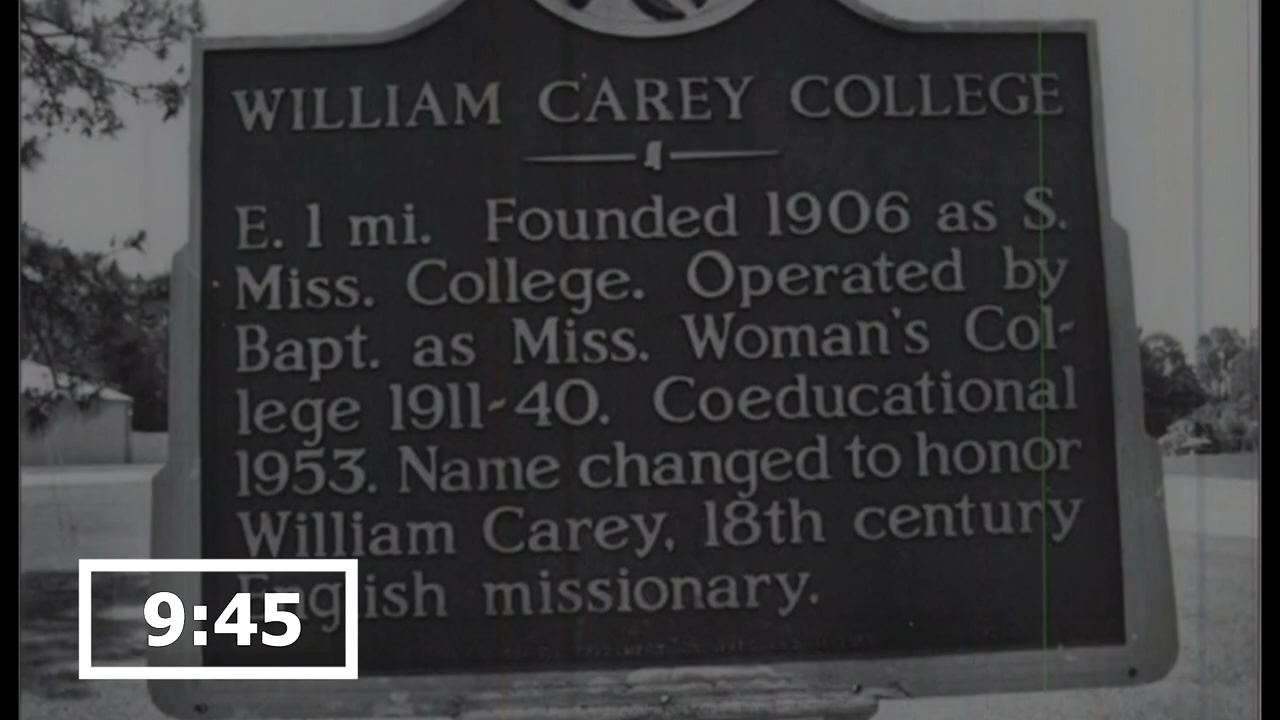 WILLIAM CAREY COLLEGE
E. 1 mi. Founded 1906 as S.
Miss. College. Operated by
Bapt. as Miss. Woman's Col-
lege 1911-40. Coeducational
1953. Name changed to honor
William Carey, 18th century
English missionary.
9:45